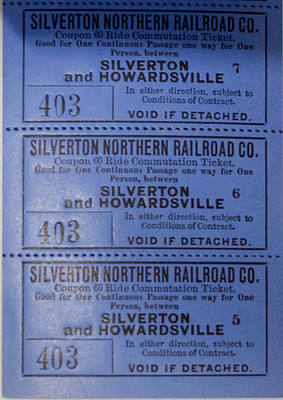 SILVERTON NORTHERN RAILROAD CO.
Coupon 60 Ride Commutation Ticket.
Good for One Continuous Passage one way for One
Person, between
SILVERTON 7
and HOWARDSVILLE
In either direction, subject to
403 Conditions of Contract.
VOID IF DETACHED.
SILVERTON NORTHERN RAILROAD CO.
Coupon 60 Ride Commutation Ticket.
Good for One Continuous Passage one way for One
Person, between
SILVERTON 6
and HOWARDSVILLE
In either direction, subject to
403 Conditions of Contract.
VOID IF DETACHED.
SILVERTON NORTHERN RAILROAD CO.
Coupon 60 Ride Commutation Ticket.
Good for One Continuous Passage one way for One
Person, between
SILVERTON 5
and HOWARDSVILLE
In either direction, subject to
403 Conditions of Contract.
VOID IF DETACHED.